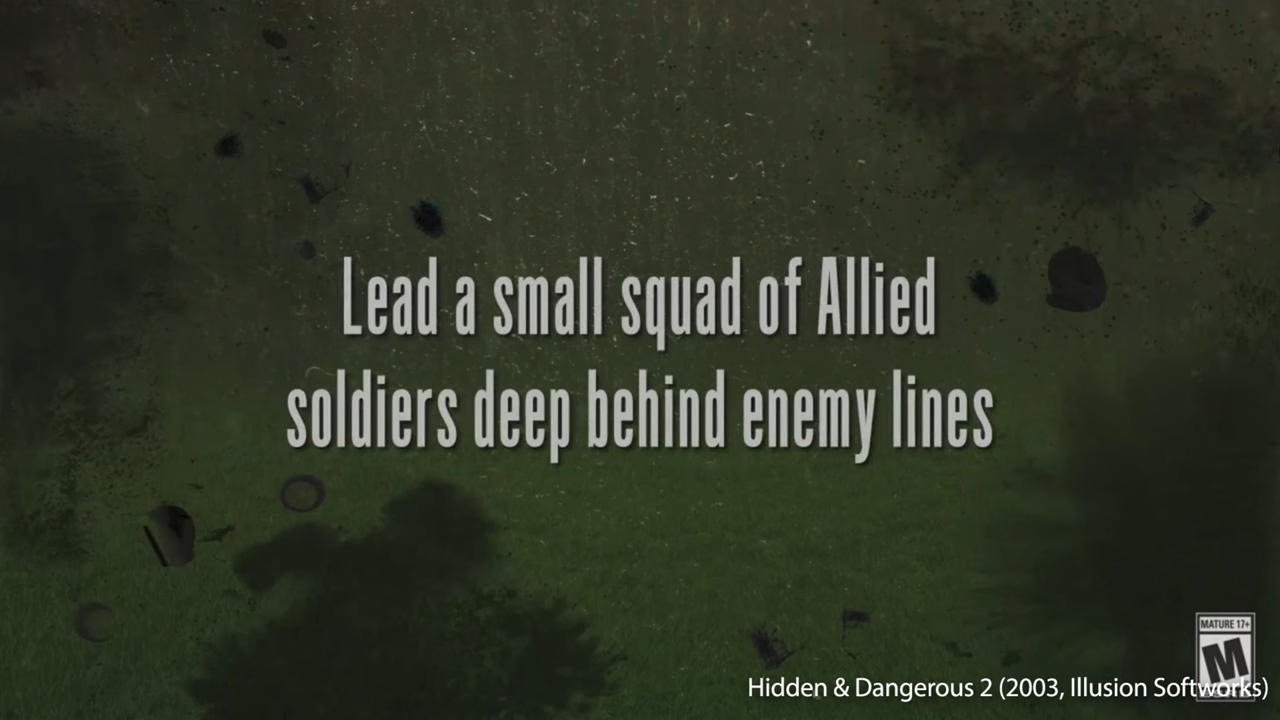 Lead a small squad of Allied
soldiers deep behind enemy lines
MATURE 17+
M
Hidden & Dangerous 2 (2003, Illusion Softworks)